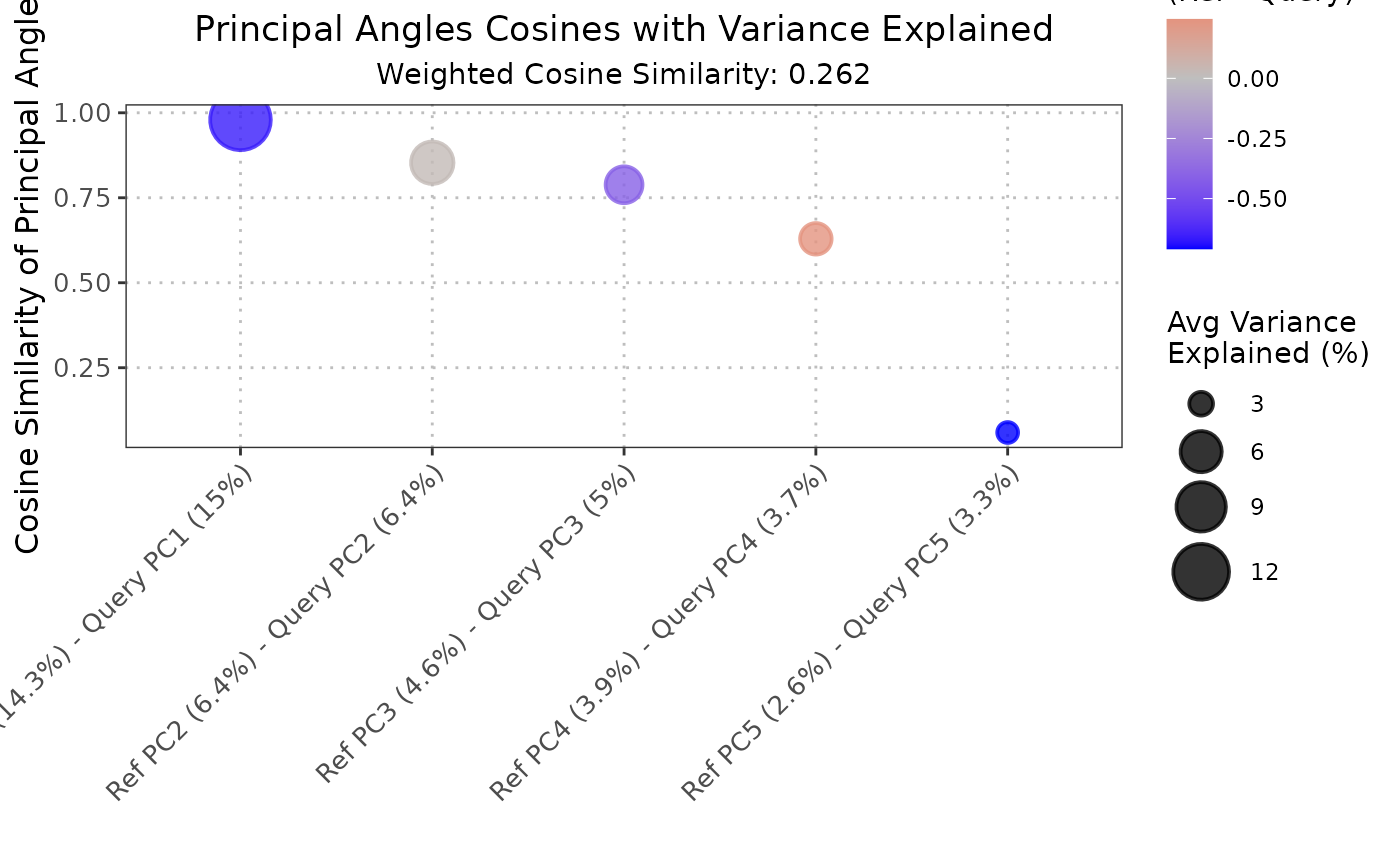 Principal Angles Cosines with Variance Explained
Weighted Cosine Similarity: 0.262
Cosine Similarity of Principal Angle
1.00
0.75
0.50
0.25
(14.3%) - Query PC1 (15%)
Ref PC2 (6.4%) - Query PC2 (6.4%)
Ref PC3 (4.6%) - Query PC3 (5%)
Ref PC4 (3.9%) - Query PC4 (3.7%)
Ref PC5 (2.6%) - Query PC5 (3.3%)
0.00
-0.25
-0.50
Avg Variance
Explained (%)
3
6
9
12